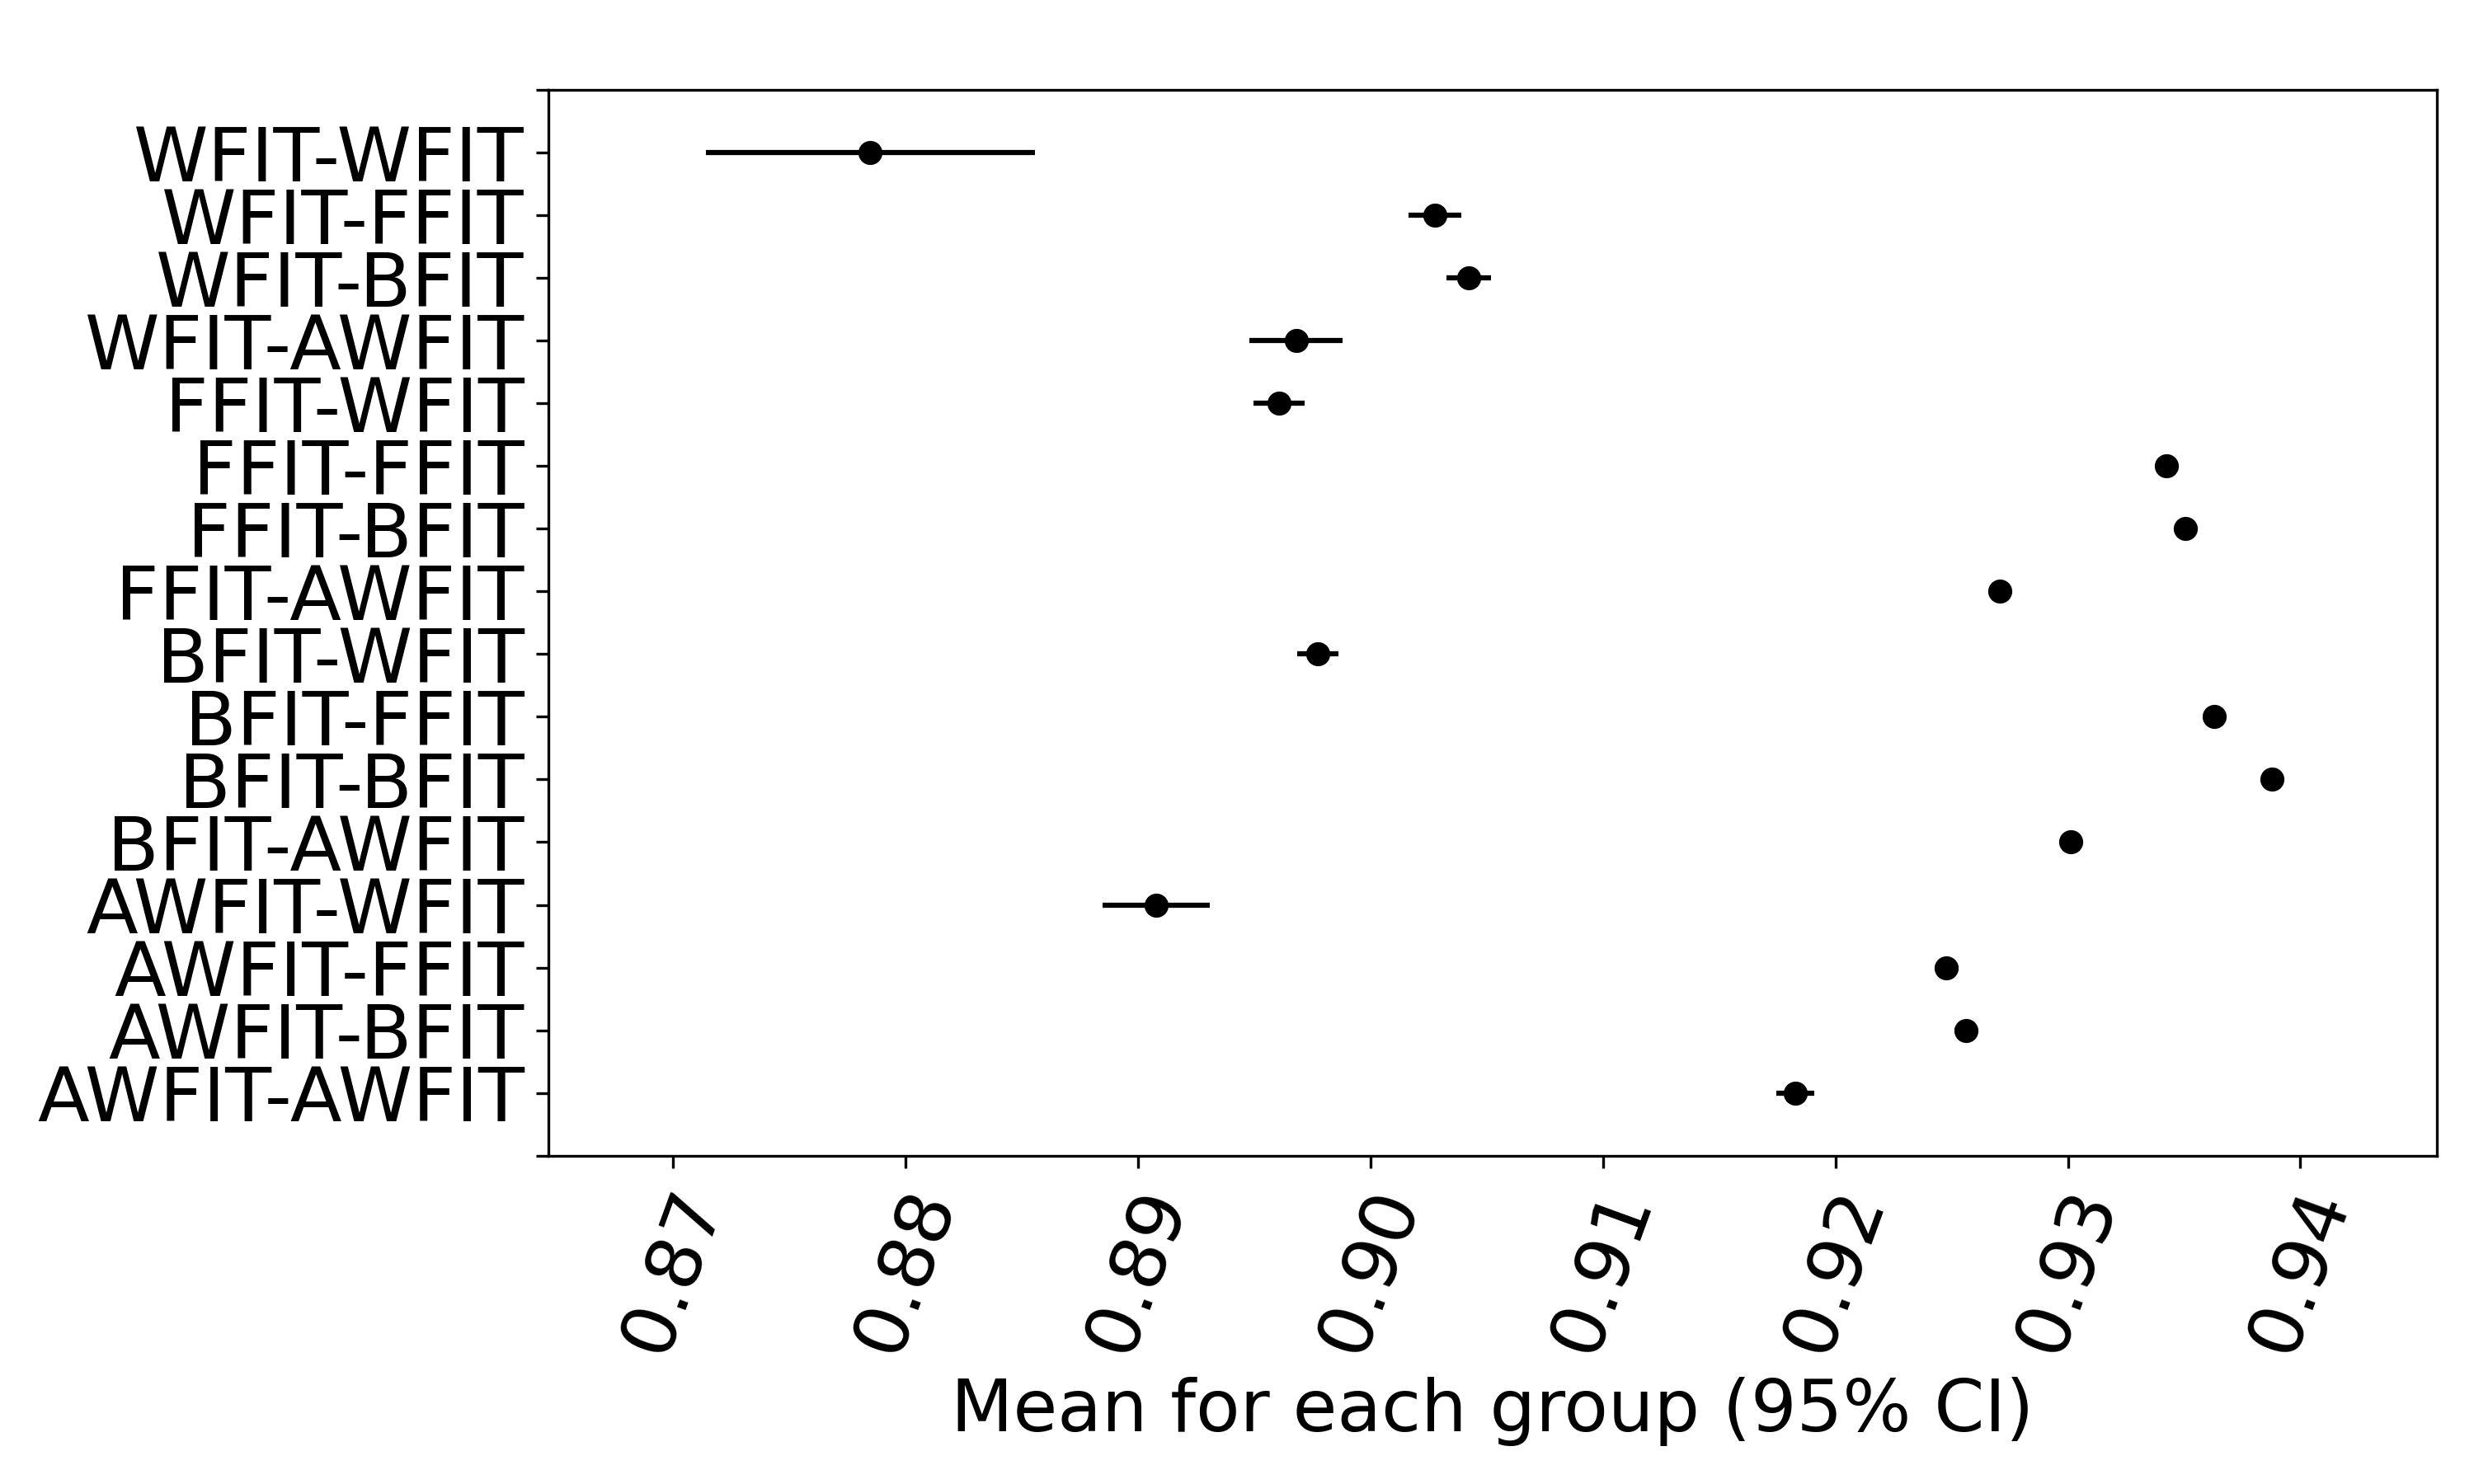 WFIT-WFIT
WFIT-FFIT
WFIT-BFIT
WFIT-AWFIT
FFIT-WFIT
FFIT-FFIT
FFIT-BFIT
FFIT-AWFIT
BFIT-WFIT
BFIT-FFIT
BFIT-BFIT
BFIT-AWFIT
AWFIT-WFIT
AWFIT-FFIT
AWFIT-BFIT
AWFIT-AWFIT
0.87 0.88 0.89 0.90 0.91 0.92 0.93 0.94
Mean for each group (95% CI)